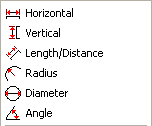 Horizontal
Vertical
Length/Distance
Radius
Diameter
Angle